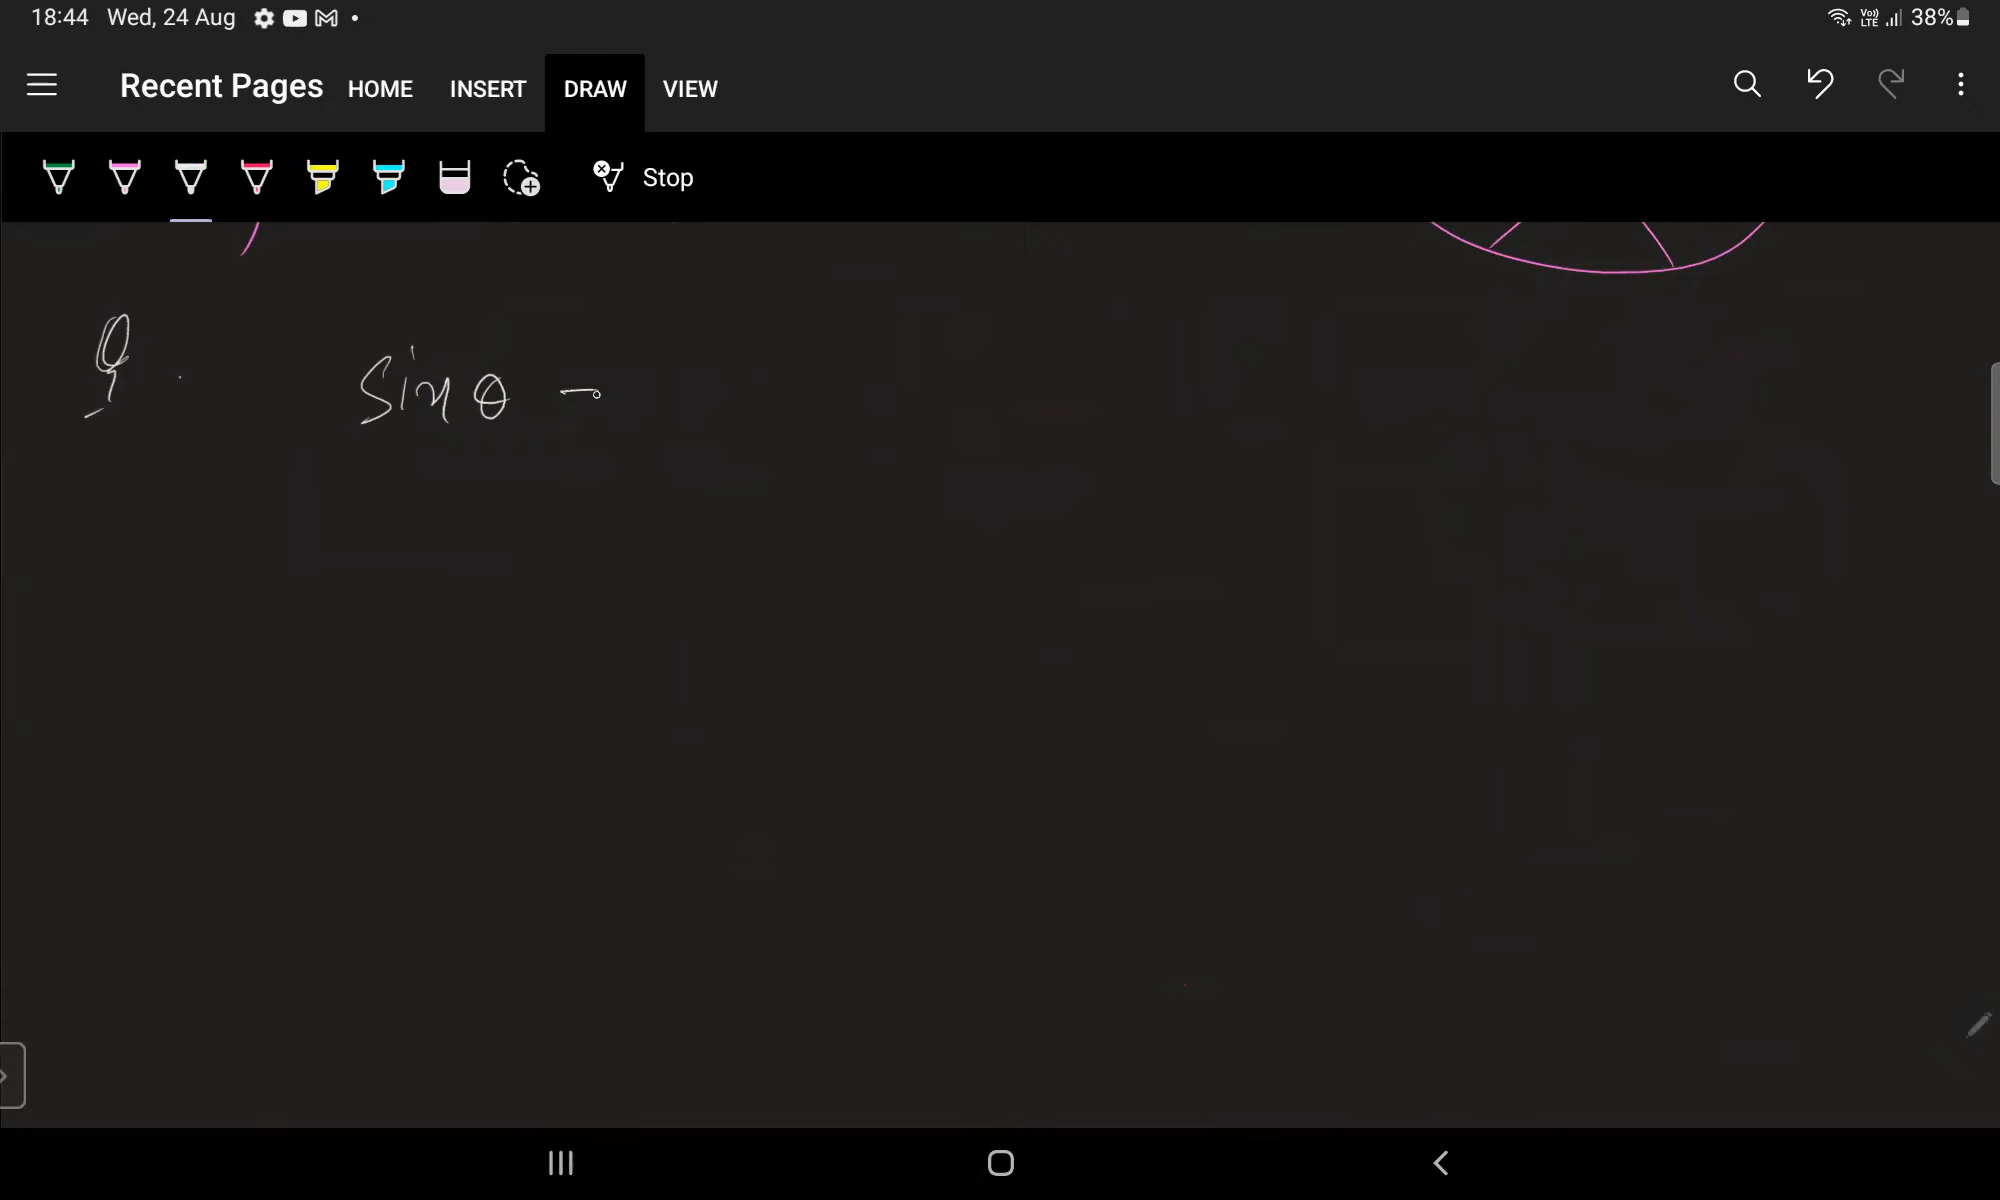 18:44 Wed, 24 Aug 38%
Recent Pages HOME INSERT DRAW VIEW
Stop
Q. Sin θ –